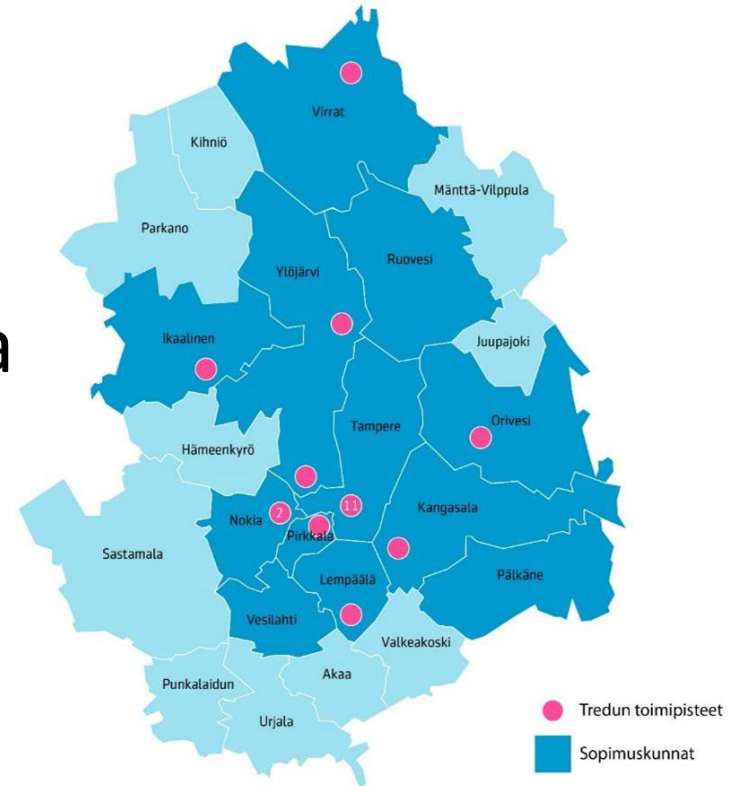 Virrat
Kihniö
Mänttä-Vilppula
Parkano
Ruovesi
Ylöjärvi
a
Ikaalinen
Juupajoki
Tampere
Orivesi
Hämeenkyrö
11
Kangasala
2
Nokia
Pirkkala
Sastamala
Pälkäne
Lempäälä
Vesilahti
Valkeakoski
Akaa
Punkalaidun
Urjala
Tredun toimipisteet
Sopimuskunnat